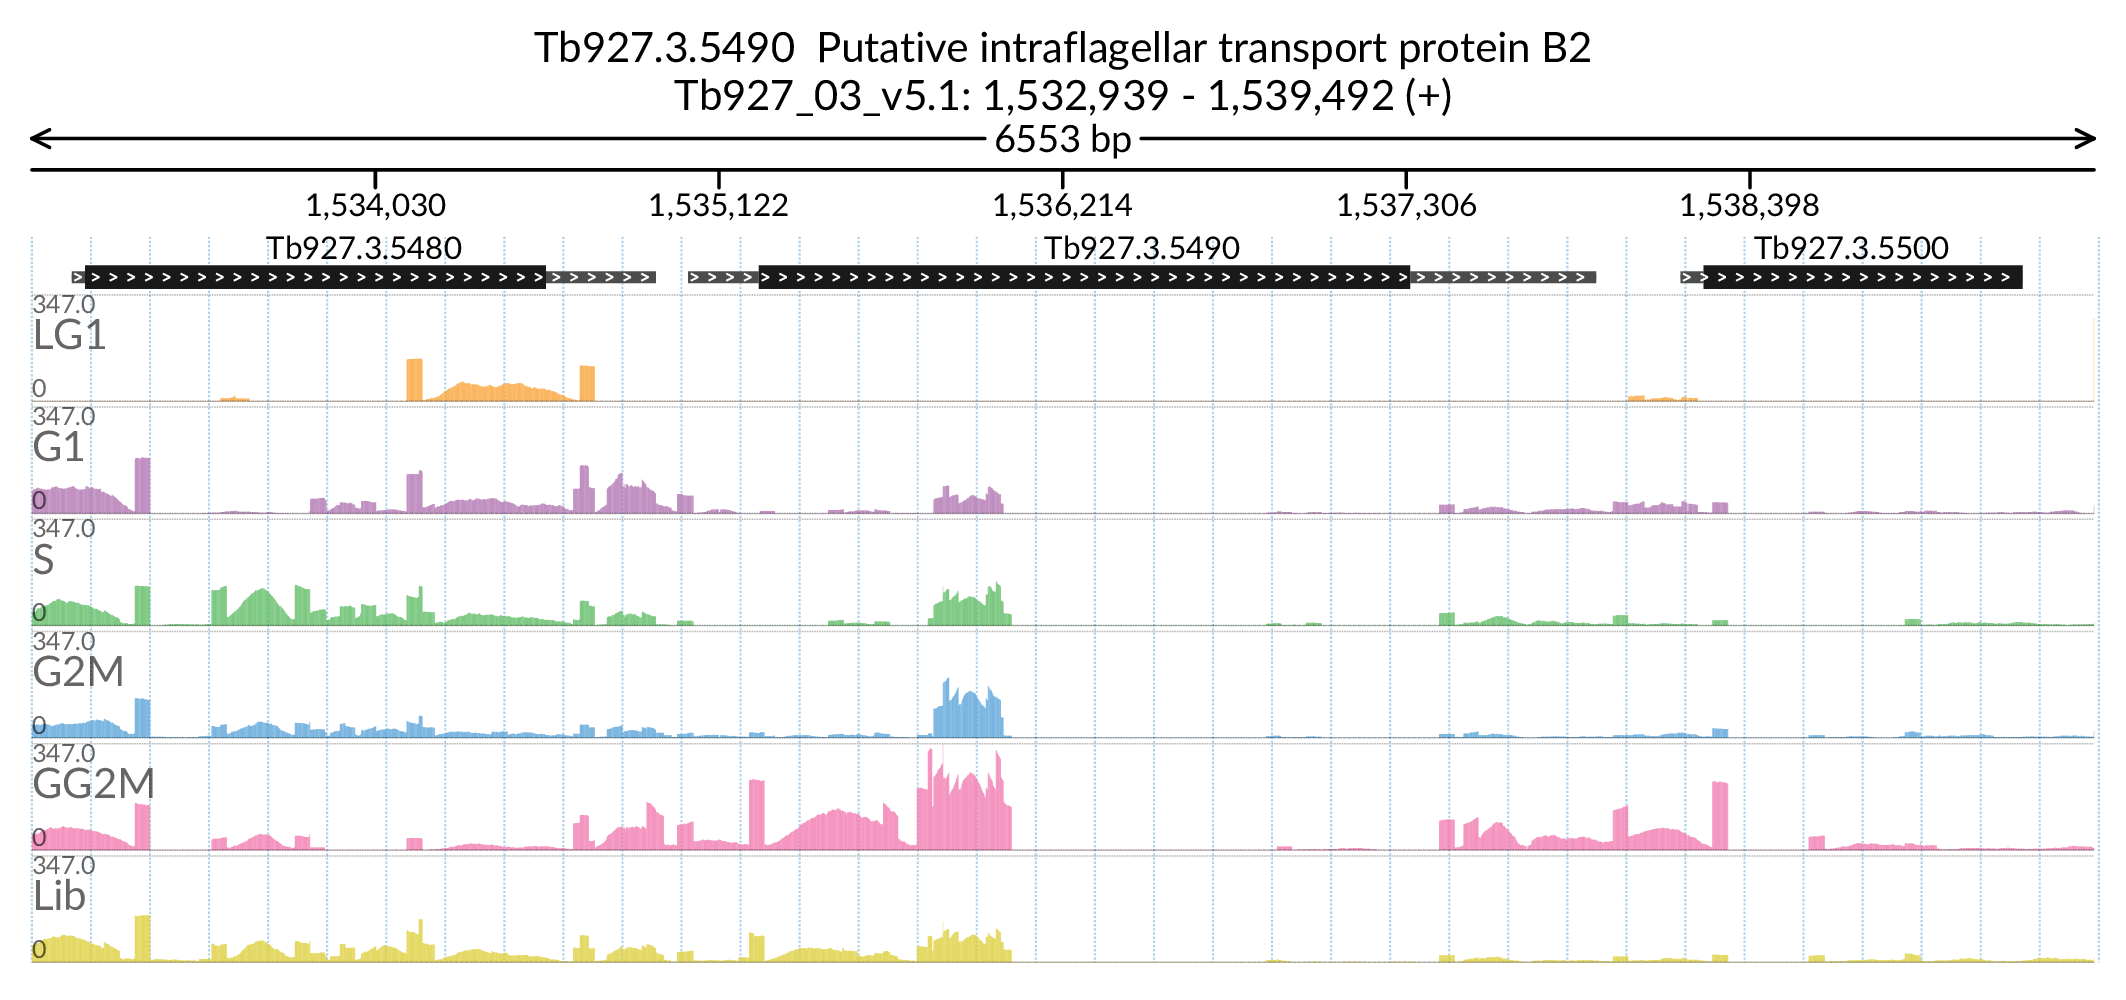 Tb927.3.5490 Putative intraflagellar transport protein B2
Tb927_03_v5.1: 1,532,939 - 1,539,492 (+)
6553 bp
1,534,030 1,535,122 1,536,214 1,537,306 1,538,398
Tb927.3.5480 Tb927.3.5490 Tb927.3.5500
347.0
LG1
0
347.0
G1
0
347.0
S
0
347.0
G2M
0
347.0
GG2M
0
347.0
Lib
0